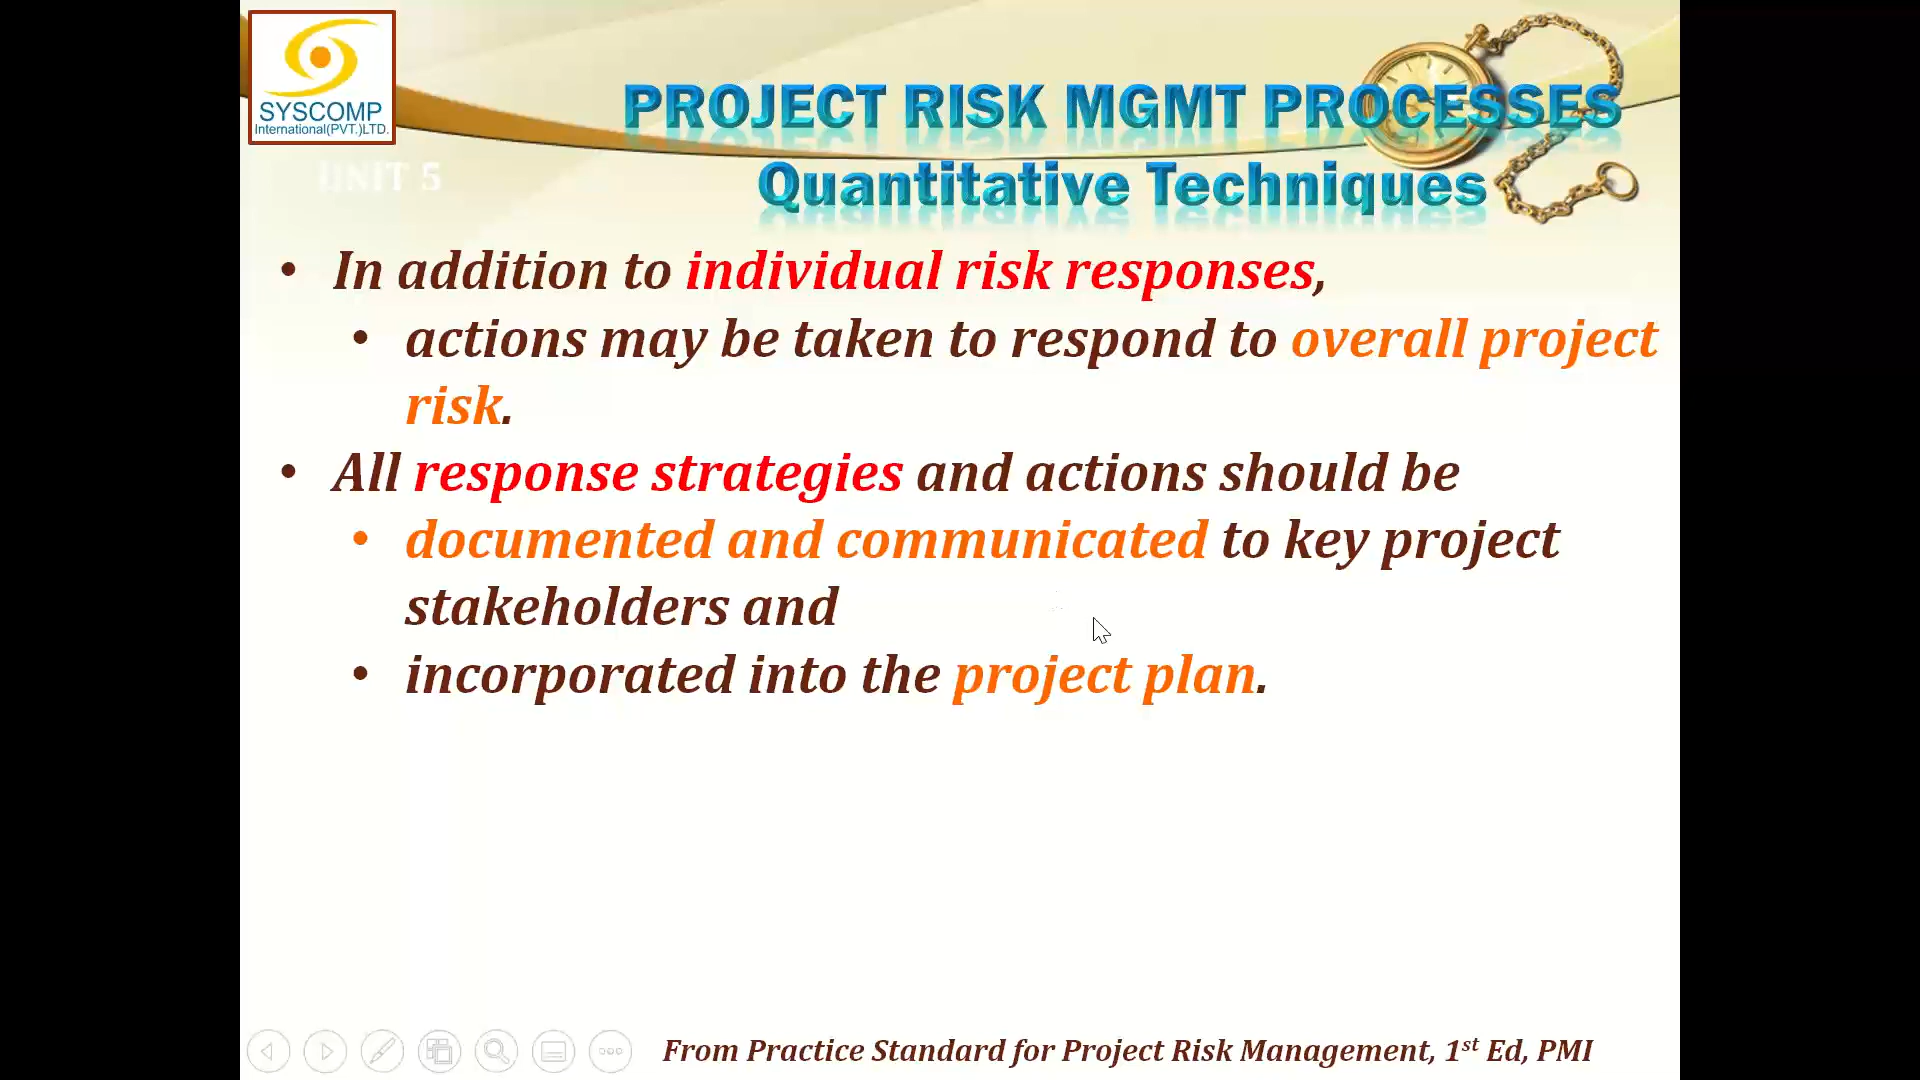 SYSCOMP
International(PVT.)LTD.
UNIT 5
PROJECT RISK MGMT PROCESSES
Quantitative Techniques
• In addition to individual risk responses,
• actions may be taken to respond to overall project
risk.
• All response strategies and actions should be
• documented and communicated to key project
stakeholders and
• incorporated into the project plan.
From Practice Standard for Project Risk Management, 1st Ed, PMI